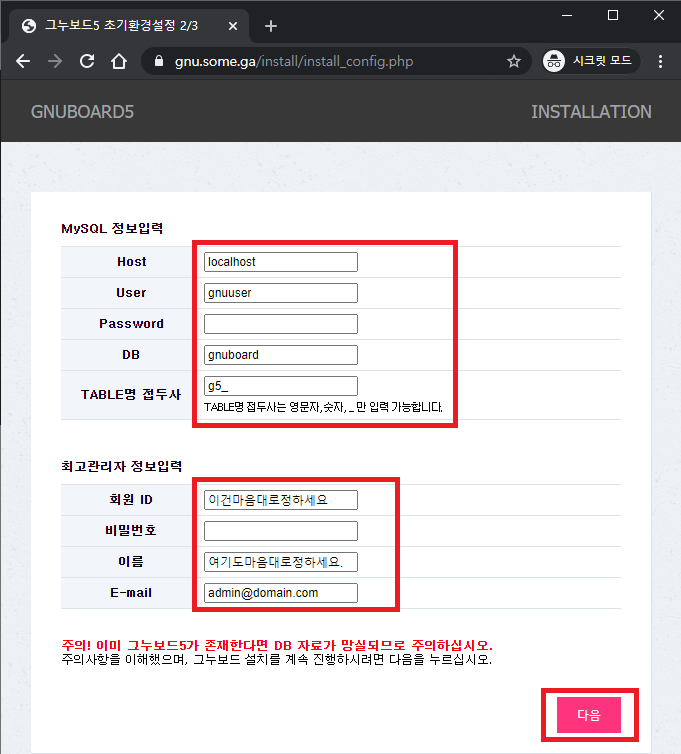 그누보드5 초기환경설정 2/3
gnu.some.ga/install/install_config.php
시크릿 모드
GNUBOARD5 INSTALLATION
MySQL 정보입력
Host localhost
User gnuuser
Password
DB gnuboard
TABLE명 접두사 g5_
TABLE명 접두사는 영문자, 숫자, _ 만 입력 가능합니다.
최고관리자 정보입력
회원 ID 이건마음대로정하세요
비밀번호
이름 여기도마음대로정하세요.
E-mail admin@domain.com
주의! 이미 그누보드5가 존재한다면 DB 자료가 망실되므로 주의하십시오.
주의사항을 이해했으며, 그누보드 설치를 계속 진행하시려면 다음을 누르십시오.
다음